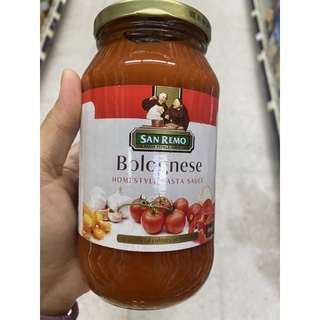 SAN REMO
Bolognese
HOMESTYLE PASTA SAUCE